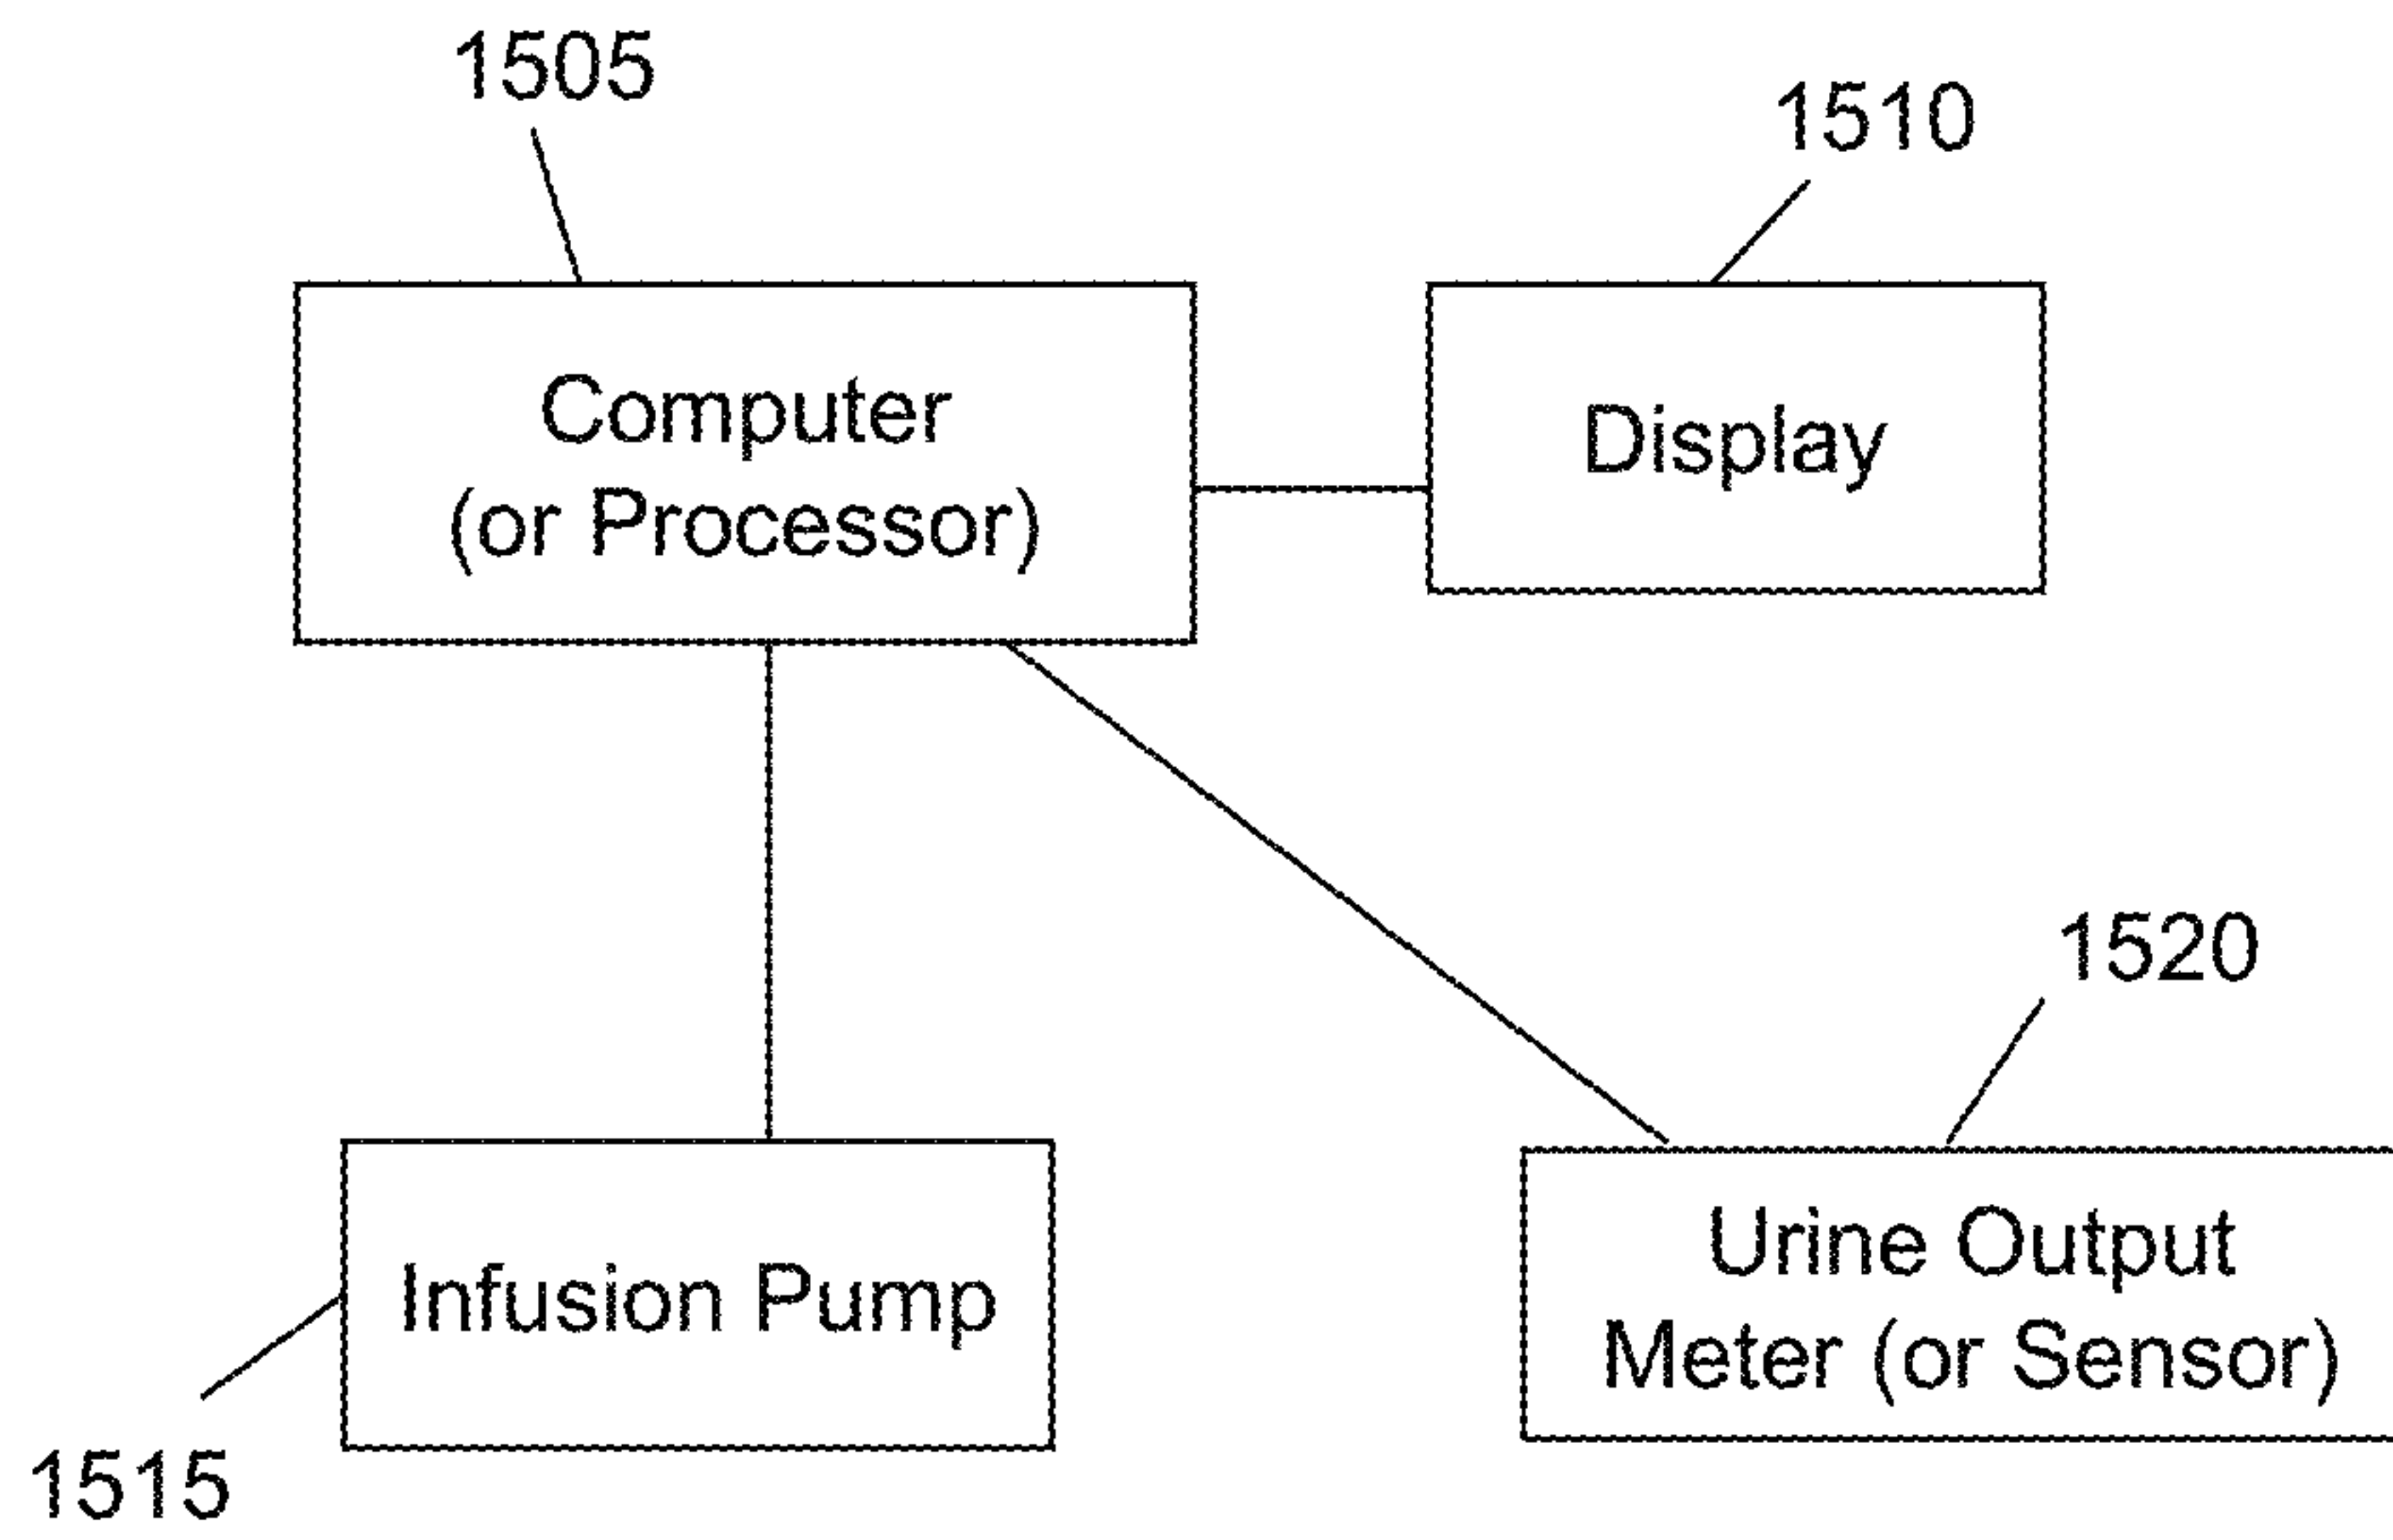 1505
1510
Computer
(or Processor)
Display
1520
Infusion Pump
Urine Output
Meter (or Sensor)
1515